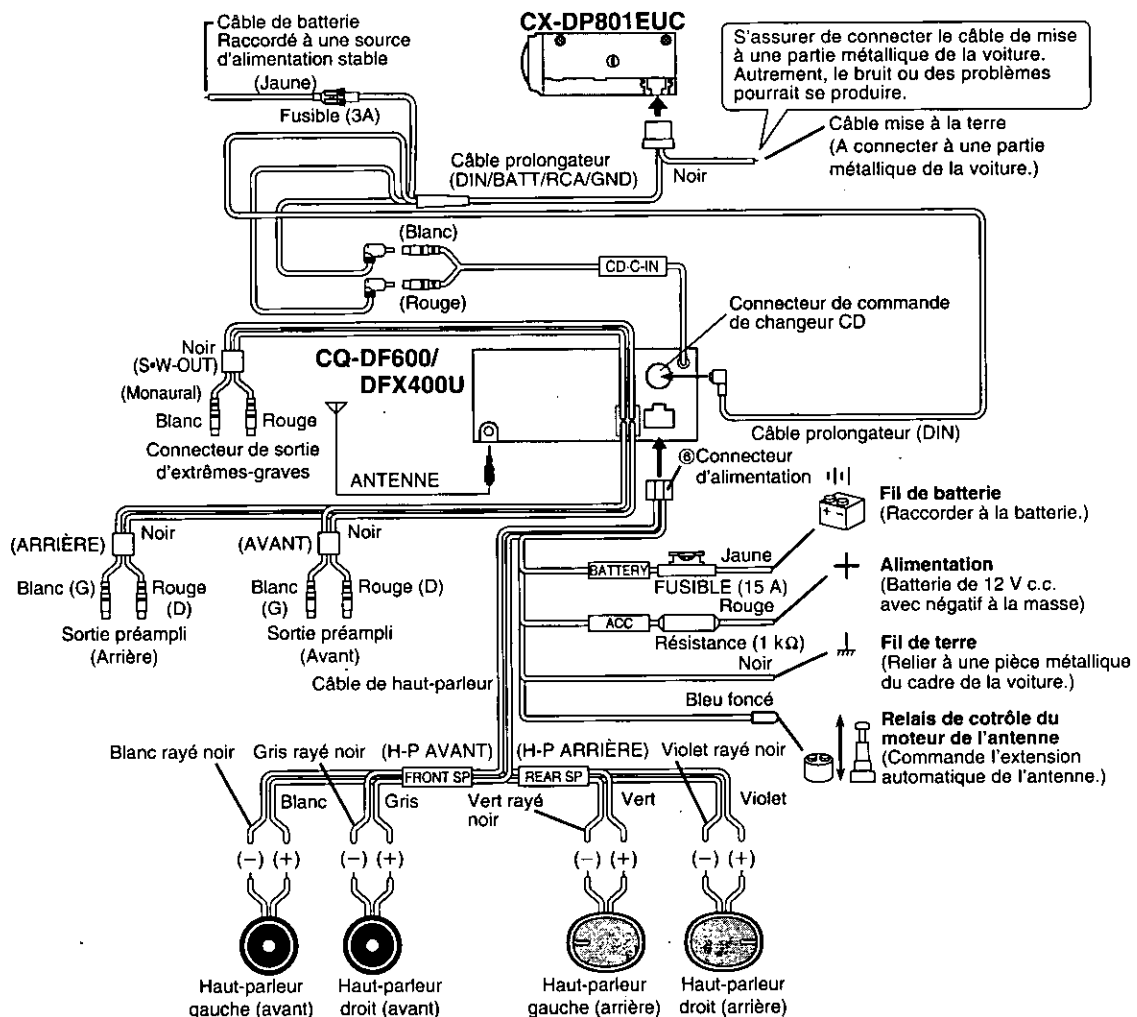 Câble de batterie
Raccordé à une source
d'alimentation stable
(Jaune)
Fusible (3A)
CX-DP801EUC
S'assurer de connecter le câble de mise
à une partie métallique de la voiture.
Autrement, le bruit ou des problèmes
pourrait se produire.
Câble mise à la terre
(A connecter à une partie
métallique de la voiture.)
Câble prolongateur
(DIN/BATT/RCA/GND)
Noir
(Blanc)
(Rouge)
CD·C-IN
Connecteur de commande
de changeur CD
Noir
(S•W-OUT)
(Monaural)
Blanc
Rouge
Connecteur de sortie
d'extrêmes-graves
CQ-DF600/
DFX400U
ANTENNE
Câble prolongateur (DIN)
⑥Connecteur
d'alimentation
(ARRIÈRE)
Noir
Blanc (G)
Rouge
(D)
Sortie préampli
(Arrière)
(AVANT)
Noir
Blanc
(G)
Rouge (D)
Sortie préampli
(Avant)
BATTERY
Jaune
FUSIBLE (15 A)
+ −
Fil de batterie
(Raccorder à la batterie.)
ACC
Rouge
Résistance (1 kΩ)
+
Alimentation
(Batterie de 12 V c.c.
avec négatif à la masse)
Noir
Fil de terre
(Relier à une pièce métallique
du cadre de la voiture.)
Bleu foncé
Relais de cotrôle du
moteur de l'antenne
(Commande l'extension
automatique de l'antenne.)
Câble de haut-parleur
Blanc rayé noir
Gris rayé noir
(H-P AVANT)
(H-P ARRIÈRE)
Violet rayé noir
FRONT SP
REAR SP
Blanc
Gris
Vert rayé
noir
Vert
Violet
(−) (+)
(−) (+)
(−) (+)
(−) (+)
Haut-parleur
gauche (avant)
Haut-parleur
droit (avant)
Haut-parleur
gauche (arrière)
Haut-parleur
droit (arrière)